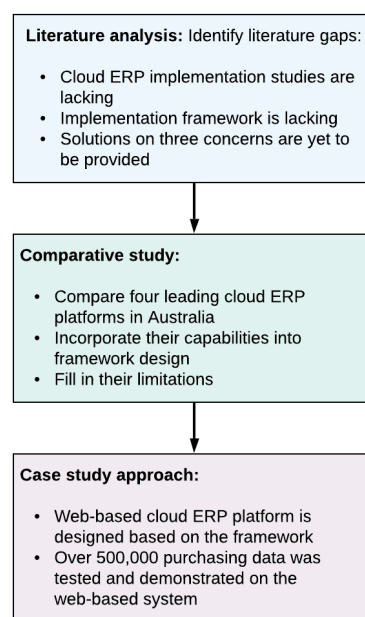 Literature analysis: Identify literature gaps:
• Cloud ERP implementation studies are
lacking
• Implementation framework is lacking
• Solutions on three concerns are yet to
be provided
Comparative study:
• Compare four leading cloud ERP
platforms in Australia
• Incorporate their capabilities into
framework design
• Fill in their limitations
Case study approach:
• Web-based cloud ERP platform is
designed based on the framework
• Over 500,000 purchasing data was
tested and demonstrated on the
web-based system